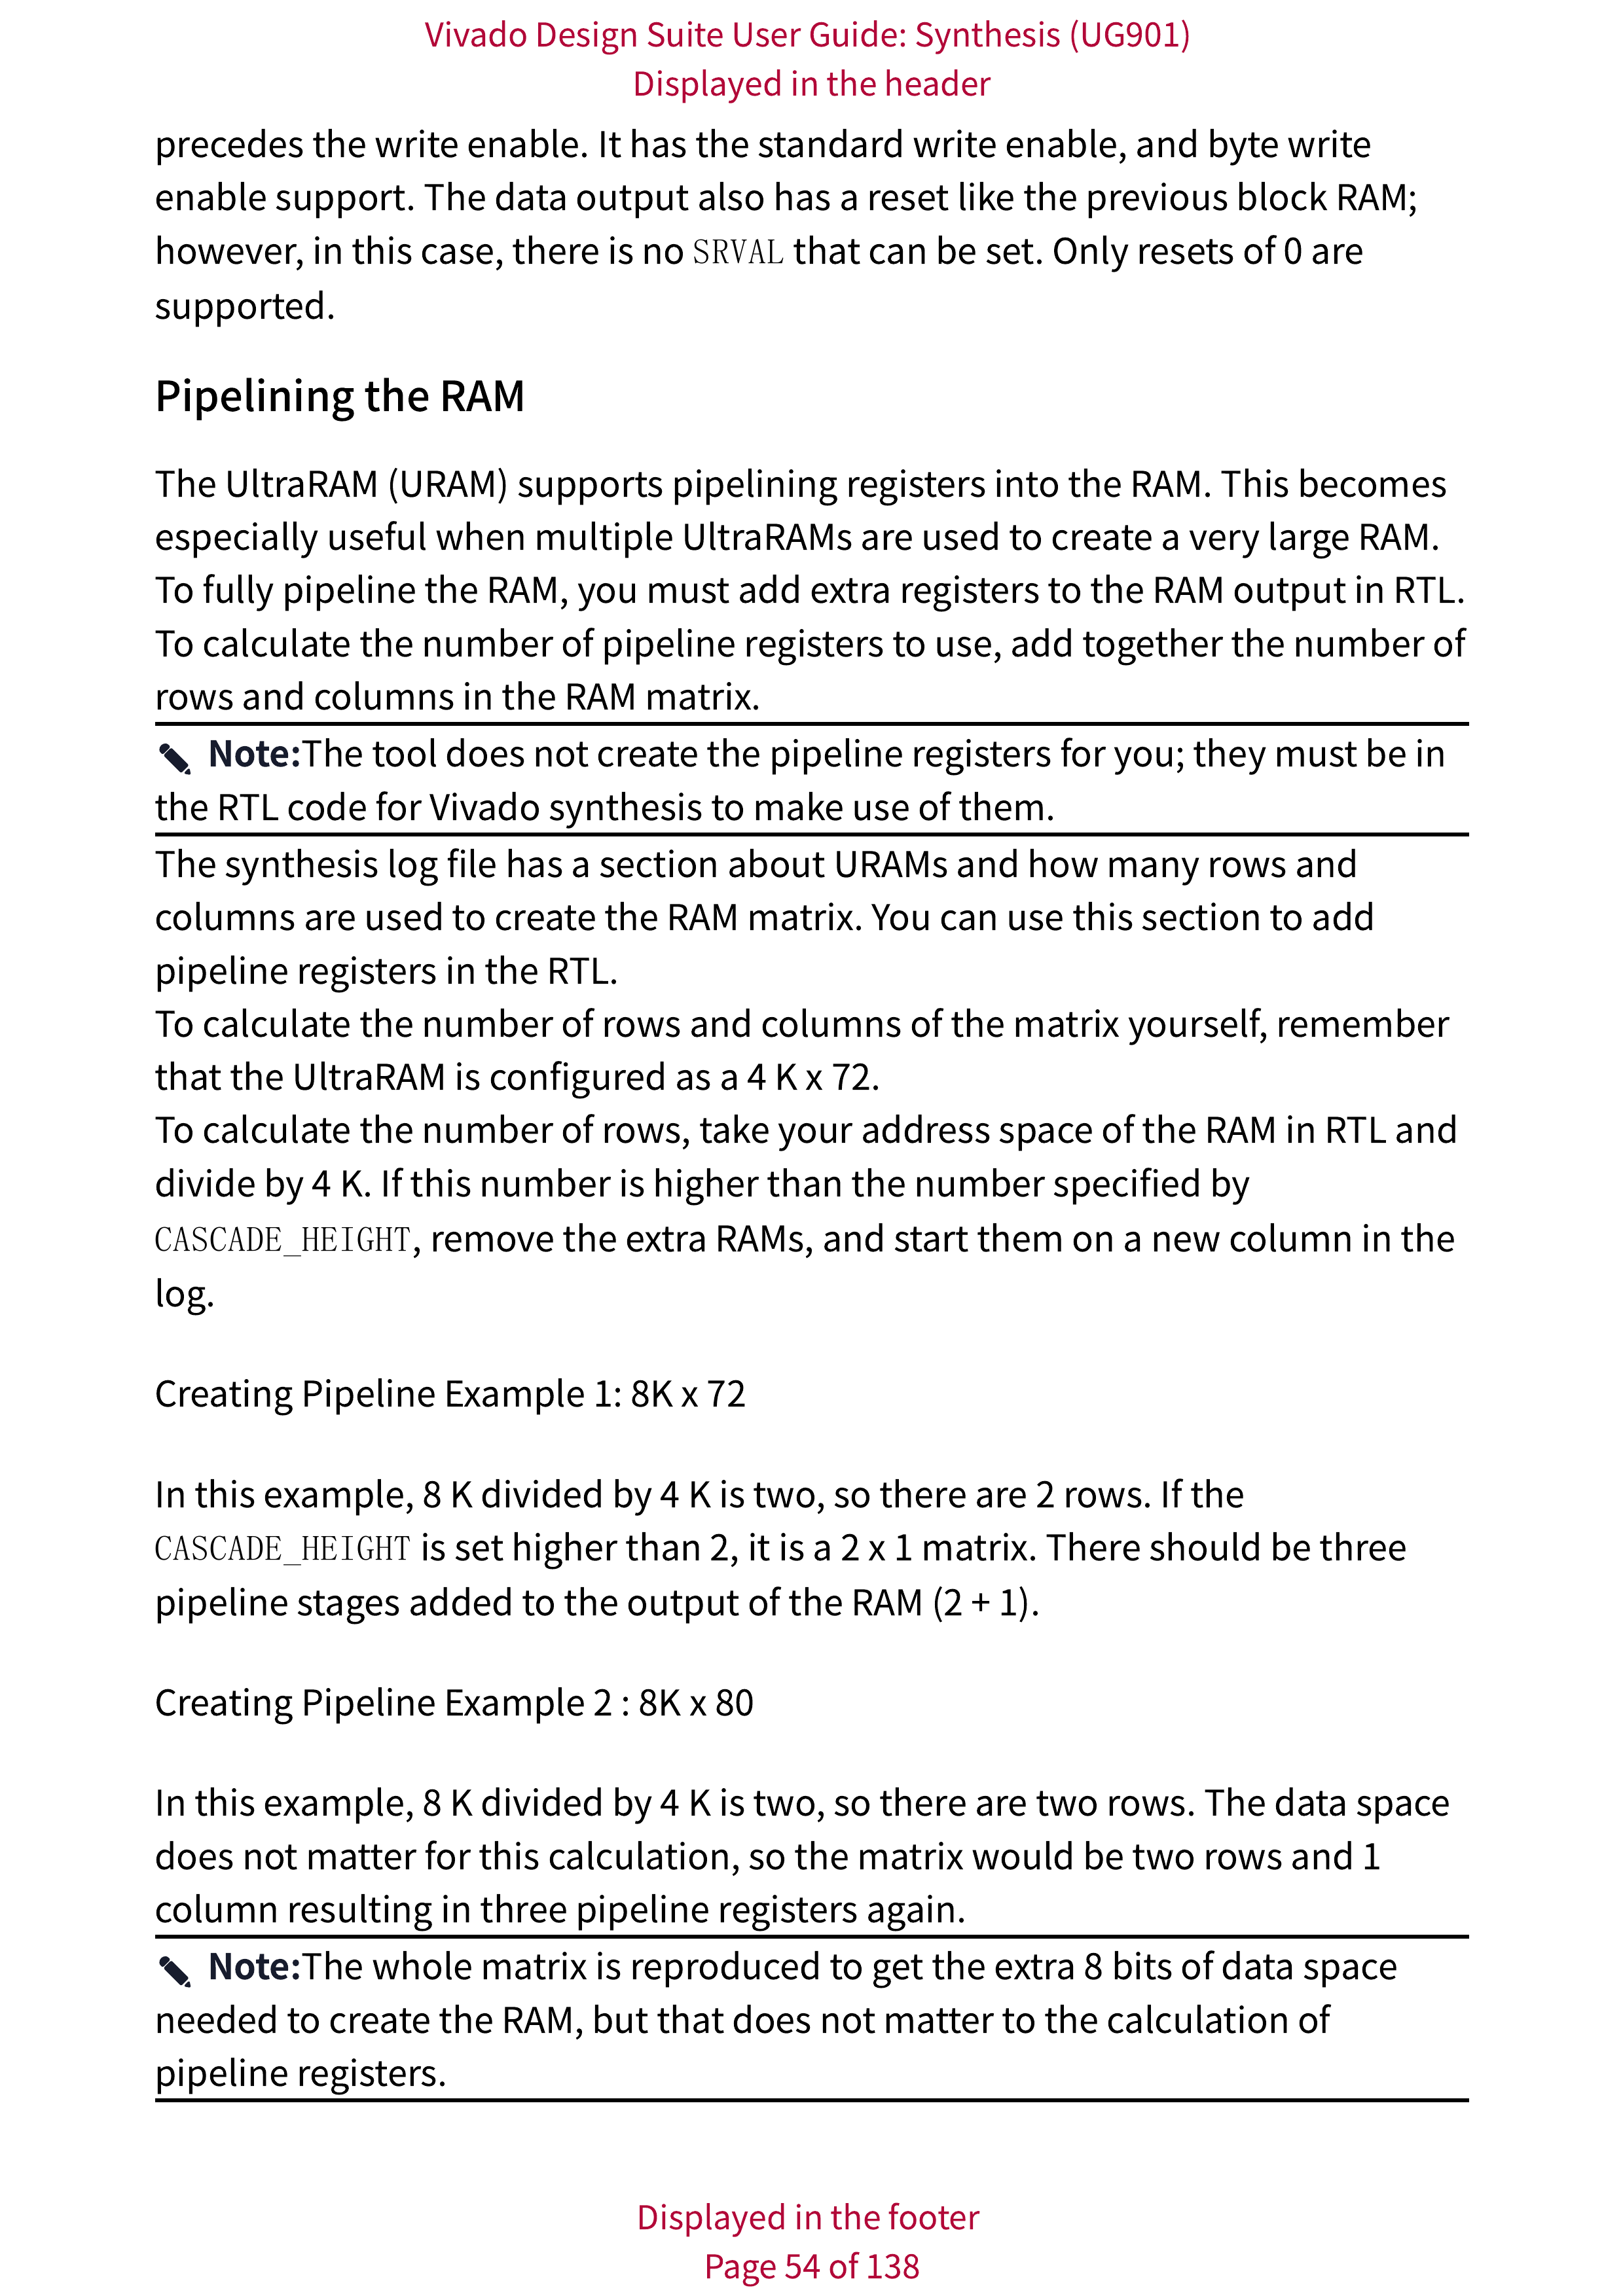 Vivado Design Suite User Guide: Synthesis (UG901)
Displayed in the header
precedes the write enable. It has the standard write enable, and byte write
enable support. The data output also has a reset like the previous block RAM;
however, in this case, there is no SRVAL that can be set. Only resets of 0 are
supported.
Pipelining the RAM
The UltraRAM (URAM) supports pipelining registers into the RAM. This becomes
especially useful when multiple UltraRAMs are used to create a very large RAM.
To fully pipeline the RAM, you must add extra registers to the RAM output in RTL.
To calculate the number of pipeline registers to use, add together the number of
rows and columns in the RAM matrix.
Note:The tool does not create the pipeline registers for you; they must be in
the RTL code for Vivado synthesis to make use of them.
The synthesis log file has a section about URAMs and how many rows and
columns are used to create the RAM matrix. You can use this section to add
pipeline registers in the RTL.
To calculate the number of rows and columns of the matrix yourself, remember
that the UltraRAM is configured as a 4 K x 72.
To calculate the number of rows, take your address space of the RAM in RTL and
divide by 4 K. If this number is higher than the number specified by
CASCADE_HEIGHT, remove the extra RAMs, and start them on a new column in the
log.
Creating Pipeline Example 1: 8K x 72
In this example, 8 K divided by 4 K is two, so there are 2 rows. If the
CASCADE_HEIGHT is set higher than 2, it is a 2 x 1 matrix. There should be three
pipeline stages added to the output of the RAM (2 + 1).
Creating Pipeline Example 2 : 8K x 80
In this example, 8 K divided by 4 K is two, so there are two rows. The data space
does not matter for this calculation, so the matrix would be two rows and 1
column resulting in three pipeline registers again.
Note:The whole matrix is reproduced to get the extra 8 bits of data space
needed to create the RAM, but that does not matter to the calculation of
pipeline registers.
Displayed in the footer
Page 54 of 138